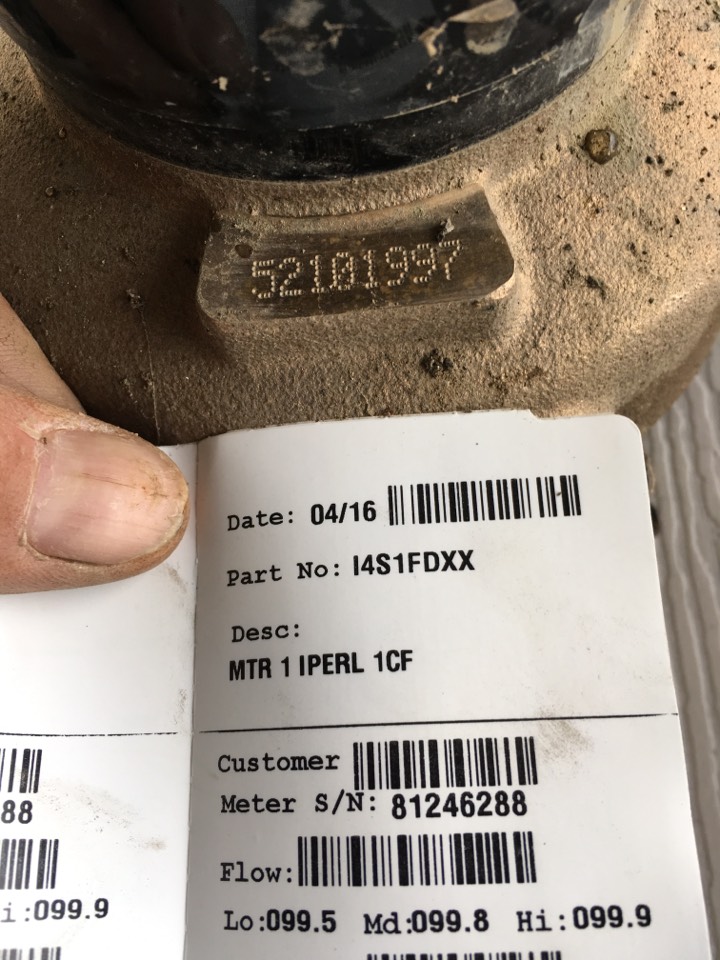 52101997
Date: 04/16
Part No: I4S1FDXX
Desc:
MTR 1 IPERL 1CF
Customer
Meter S/N: 81246288
88
Flow:
i:099.9
Lo:099.5 Md:099.8 Hi:099.9